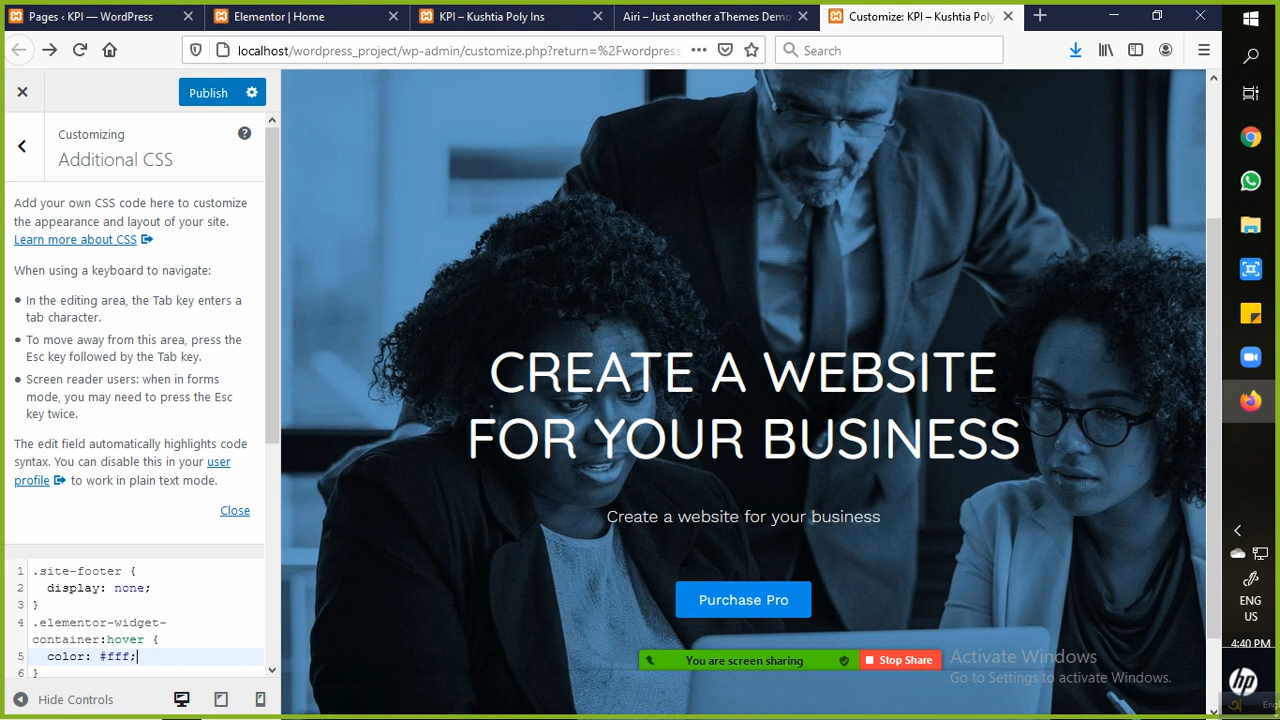 Pages ‹ KPI — WordPress
Elementor | Home
KPI – Kushtia Poly Ins
Airi – Just another aThemes Demo
Customize: KPI – Kushtia Poly
localhost/wordpress_project/wp-admin/customize.php?return=%2Fwordpress_
Search
Publish
Customizing
Additional CSS
Add your own CSS code here to customize
the appearance and layout of your site.
Learn more about CSS
When using a keyboard to navigate:
• In the editing area, the Tab key enters a
tab character.
• To move away from this area, press the
Esc key followed by the Tab key.
• Screen reader users: when in forms
mode, you may need to press the Esc
key twice.
The edit field automatically highlights code
syntax. You can disable this in your user
profile to work in plain text mode.
Close
1 .site-footer {
2 display: none;
3 }
4 .elementor-widget-
container:hover {
5 color: #fff;
6 }
Hide Controls
CREATE A WEBSITE
FOR YOUR BUSINESS
Create a website for your business
Purchase Pro
You are screen sharing
Stop Share
Activate Windows
Go to Settings to activate Windows.
ENG
US
4:40 PM
hp